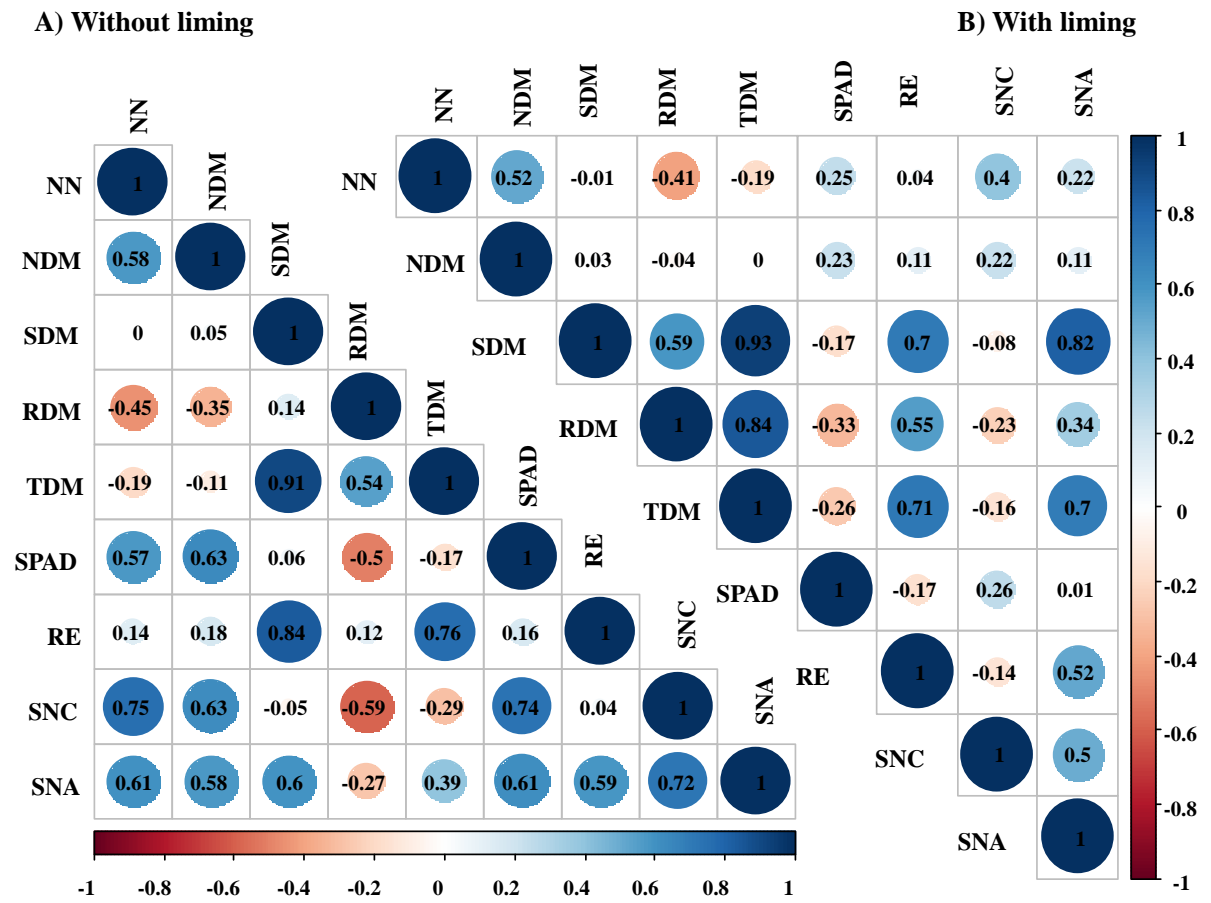 A) Without liming
B) With liming
NN NDM SDM RDM TDM SPAD RE SNC SNA
NN 1 0.52 -0.01 -0.41 -0.19 0.25 0.04 0.4 0.22
NDM 1 0.03 -0.04 0 0.23 0.11 0.22 0.11
SDM 1 0.59 0.93 -0.17 0.7 -0.08 0.82
RDM 1 0.84 -0.33 0.55 -0.23 0.34
TDM 1 -0.26 0.71 -0.16 0.7
SPAD 1 -0.17 0.26 0.01
RE 1 -0.14 0.52
SNC 1 0.5
SNA 1
1
0.8
0.6
0.4
0.2
0
-0.2
-0.4
-0.6
-0.8
-1
NN
NN 1
NDM
NDM 0.58 1
SDM
SDM 0 0.05 1
RDM
RDM -0.45 -0.35 0.14 1
TDM
TDM -0.19 -0.11 0.91 0.54 1
SPAD
SPAD 0.57 0.63 0.06 -0.5 -0.17 1
RE
RE 0.14 0.18 0.84 0.12 0.76 0.16 1
SNC
SNC 0.75 0.63 -0.05 -0.59 -0.29 0.74 0.04 1
SNA
SNA 0.61 0.58 0.6 -0.27 0.39 0.61 0.59 0.72 1
-1 -0.8 -0.6 -0.4 -0.2 0 0.2 0.4 0.6 0.8 1